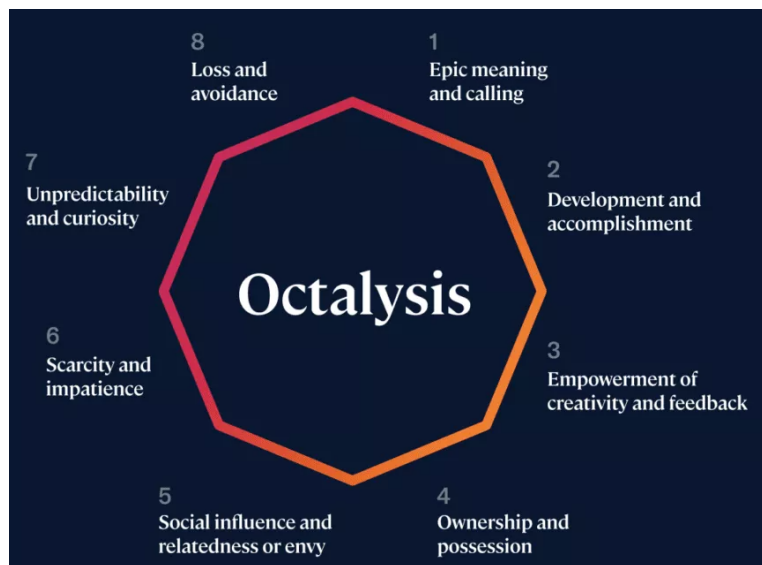 8
Loss and
avoidance
1
Epic meaning
and calling
7
Unpredictability
and curiosity
2
Development and
accomplishment
Octalysis
6
Scarcity and
impatience
3
Empowerment of
creativity and feedback
5
Social influence and
relatedness or envy
4
Ownership and
possession